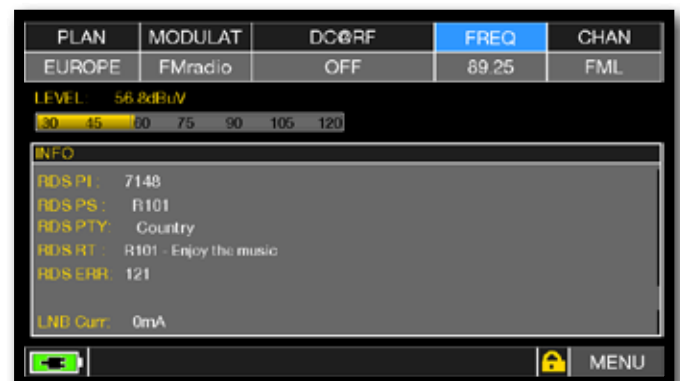 PLAN MODULAT DC@RF FREQ CHAN
EUROPE FMradio OFF 89.25 FML
LEVEL: 56.8dBuV
30 45 60 75 90 105 120
INFO
RDS PI : 7148
RDS PS : R101
RDS PTY: Country
RDS RT : R101 - Enjoy the music
RDS ERR: 121
LNB Curr: 0mA
MENU